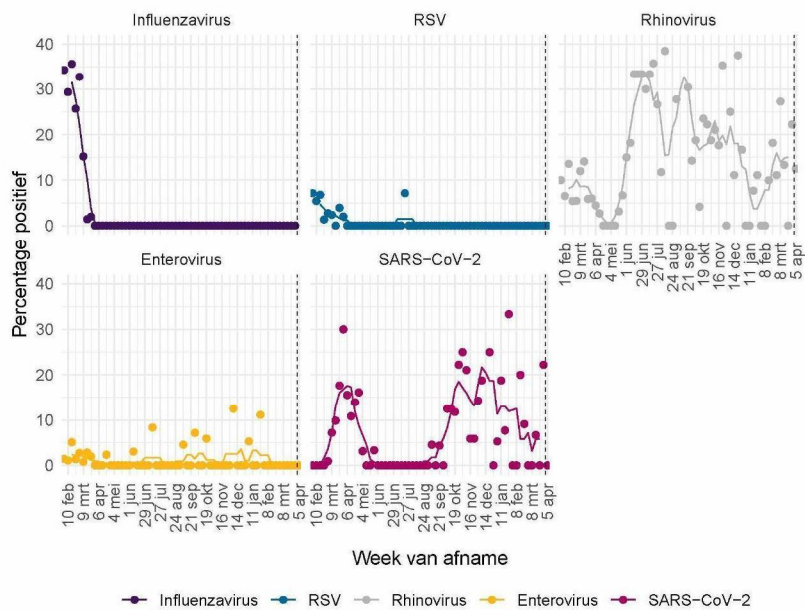 Influenzavirus
RSV
Rhinovirus
Percentage positief
40
30
20
10
0
10 feb
9 mrt
6 apr
4 mei
1 jun
29 jun
27 jul
24 aug
21 sep
19 okt
16 nov
14 dec
11 jan
8 feb
8 mrt
5 apr
Enterovirus
SARS-CoV-2
40
30
20
10
0
10 feb
9 mrt
6 apr
4 mei
1 jun
29 jun
27 jul
24 aug
21 sep
19 okt
16 nov
14 dec
11 jan
8 feb
8 mrt
5 apr
10 feb
9 mrt
6 apr
4 mei
1 jun
29 jun
27 jul
24 aug
21 sep
19 okt
16 nov
14 dec
11 jan
8 feb
8 mrt
5 apr
Week van afname
Influenzavirus
RSV
Rhinovirus
Enterovirus
SARS-CoV-2